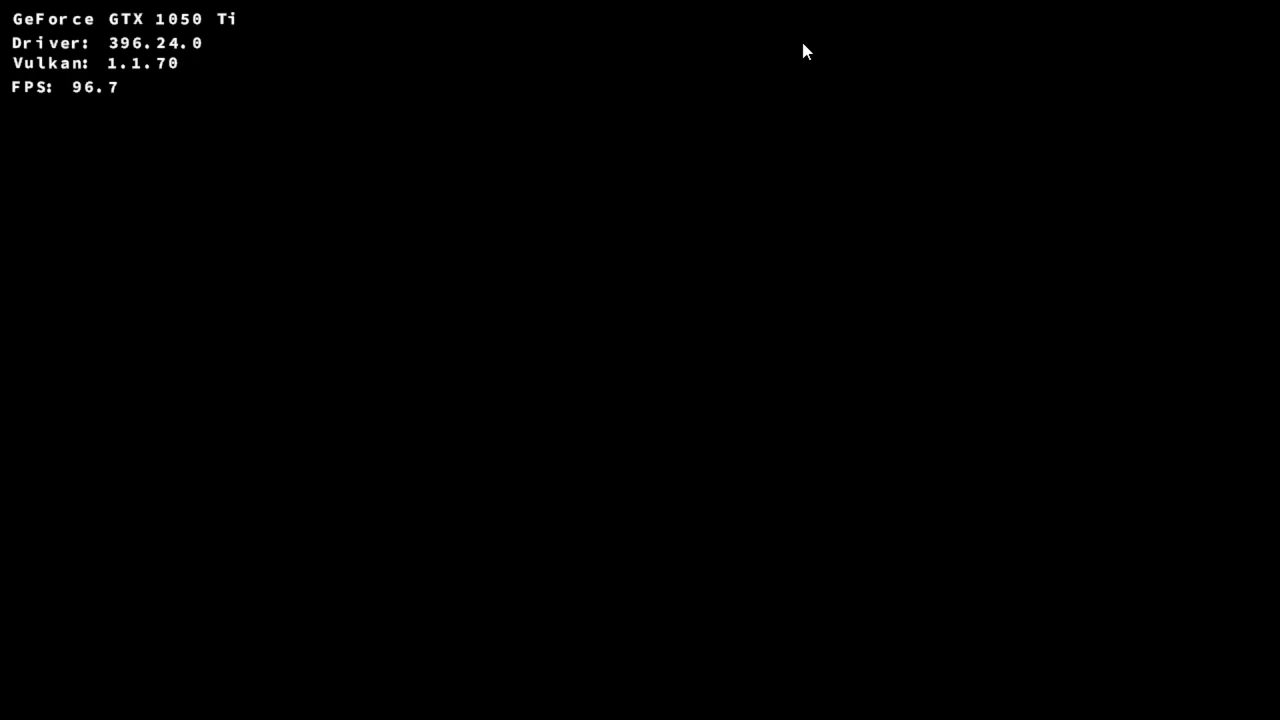 GeForce GTX 1050 Ti
Driver: 396.24.0
Vulkan: 1.1.70
FPS: 96.7